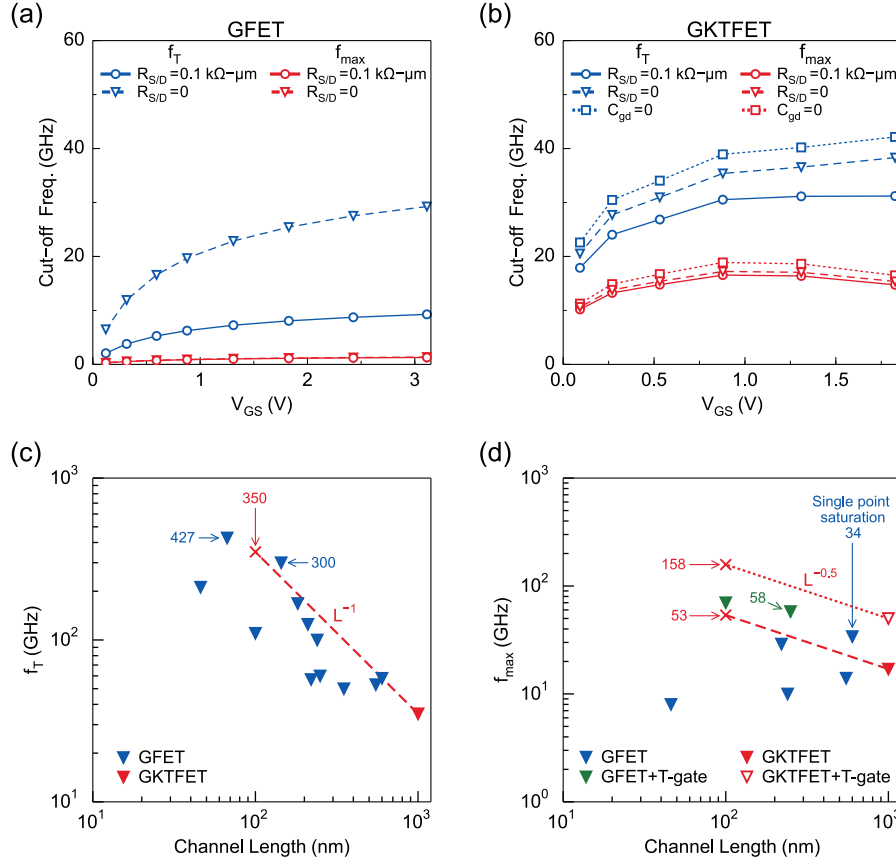 (a)
GFET
60
40
20
0
Cut−off Freq. (GHz)
f_T
f_max
R_S/D=0.1 kΩ−μm
R_S/D=0.1 kΩ−μm
R_S/D=0
R_S/D=0
0
1
2
3
V_GS (V)
(b)
GKTFET
60
40
20
0
Cut−off Freq. (GHz)
f_T
f_max
R_S/D=0.1 kΩ−μm
R_S/D=0.1 kΩ−μm
R_S/D=0
R_S/D=0
C_gd=0
C_gd=0
0.0
0.5
1.0
1.5
V_GS (V)
(c)
10^3
10^2
10^1
f_T (GHz)
350
427
300
L^−1
GFET
GKTFET
10^1
10^2
10^3
Channel Length (nm)
(d)
10^3
10^2
10^1
10^0
f_max (GHz)
Single point
saturation
34
158
L^−0.5
58
53
GFET
GKTFET
GFET+T-gate
GKTFET+T-gate
10^1
10^2
Channel Length (nm)